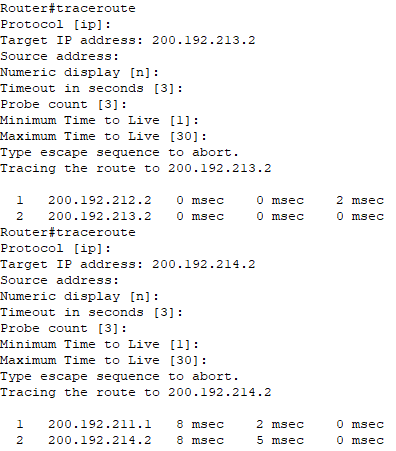 Router#traceroute
Protocol [ip]:
Target IP address: 200.192.213.2
Source address:
Numeric display [n]:
Timeout in seconds [3]:
Probe count [3]:
Minimum Time to Live [1]:
Maximum Time to Live [30]:
Type escape sequence to abort.
Tracing the route to 200.192.213.2
1 200.192.212.2 0 msec 0 msec 2 msec
2 200.192.213.2 0 msec 0 msec 0 msec
Router#traceroute
Protocol [ip]:
Target IP address: 200.192.214.2
Source address:
Numeric display [n]:
Timeout in seconds [3]:
Probe count [3]:
Minimum Time to Live [1]:
Maximum Time to Live [30]:
Type escape sequence to abort.
Tracing the route to 200.192.214.2
1 200.192.211.1 8 msec 2 msec 0 msec
2 200.192.214.2 8 msec 5 msec 0 msec